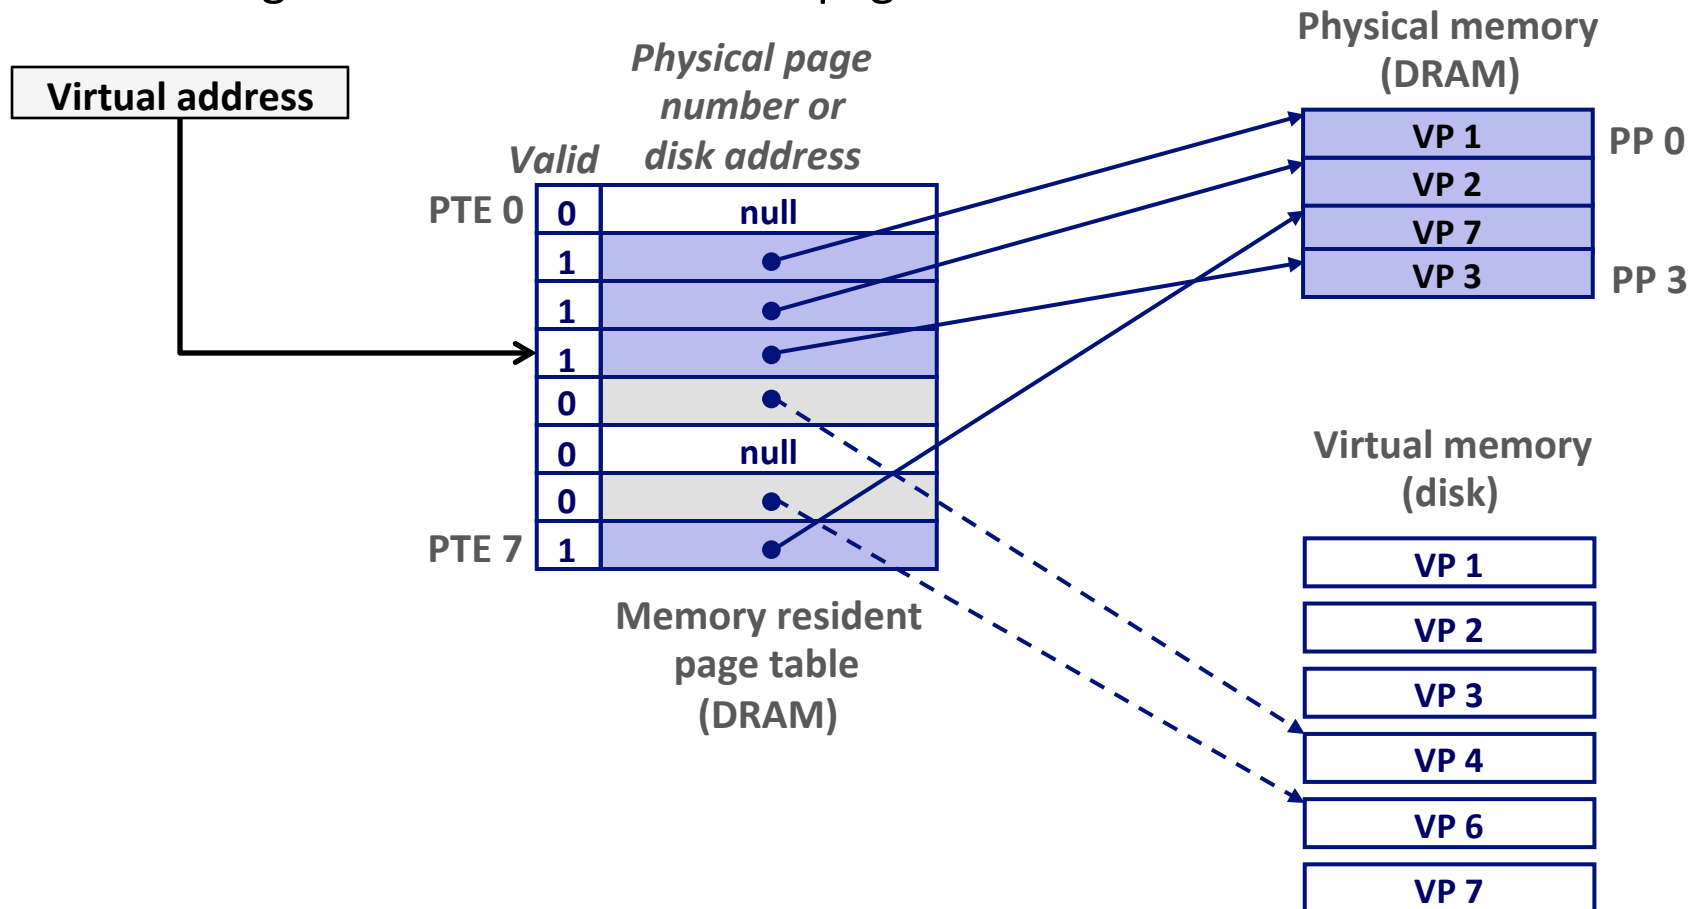 Physical memory
(DRAM)
Physical page
number or
disk address
Virtual address
Valid
VP 1
PP 0
VP 2
VP 7
VP 3
PP 3
PTE 0
0
null
1
1
1
0
0
null
0
PTE 7
1
Memory resident
page table
(DRAM)
Virtual memory
(disk)
VP 1
VP 2
VP 3
VP 4
VP 6
VP 7